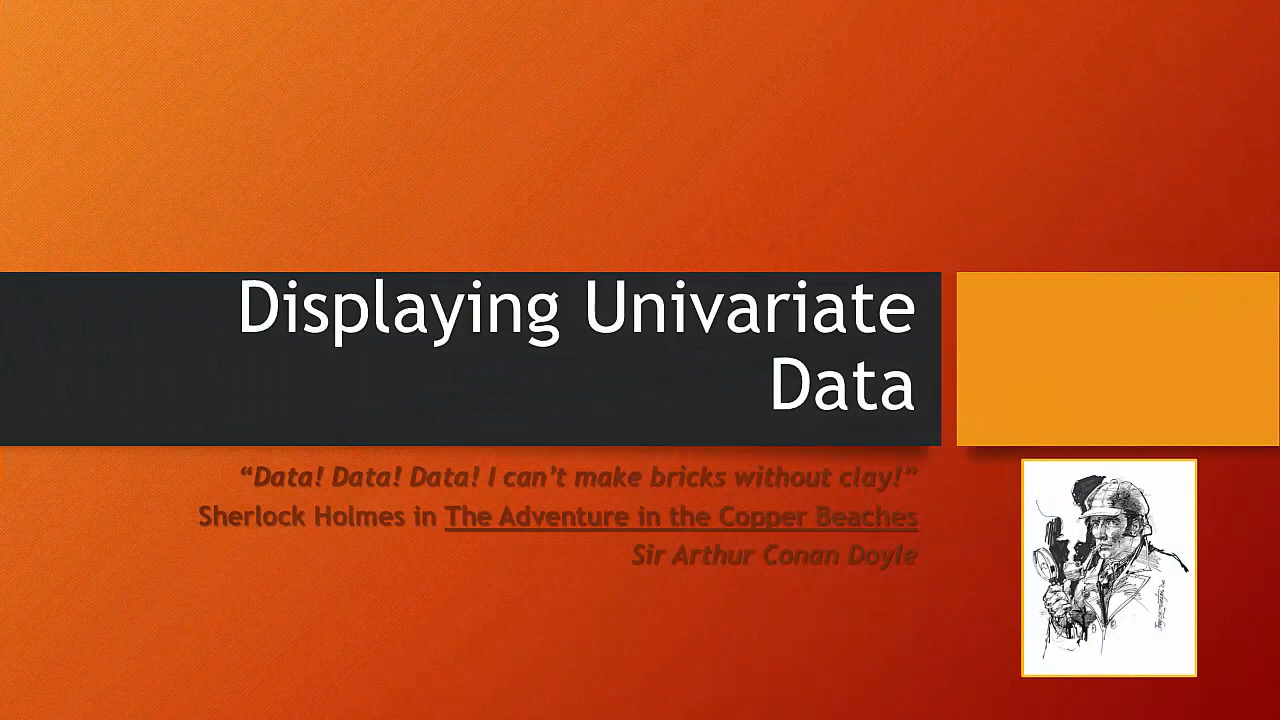 Displaying Univariate
Data
“Data! Data! Data! I can’t make bricks without clay!”
Sherlock Holmes in The Adventure in the Copper Beaches
Sir Arthur Conan Doyle